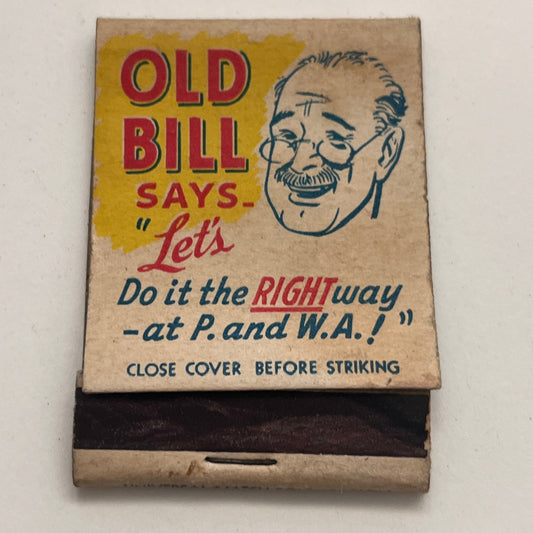 OLD
BILL
SAYS-
"Let's
Do it the RIGHT way
-at P. and W.A.!"
CLOSE COVER BEFORE STRIKING